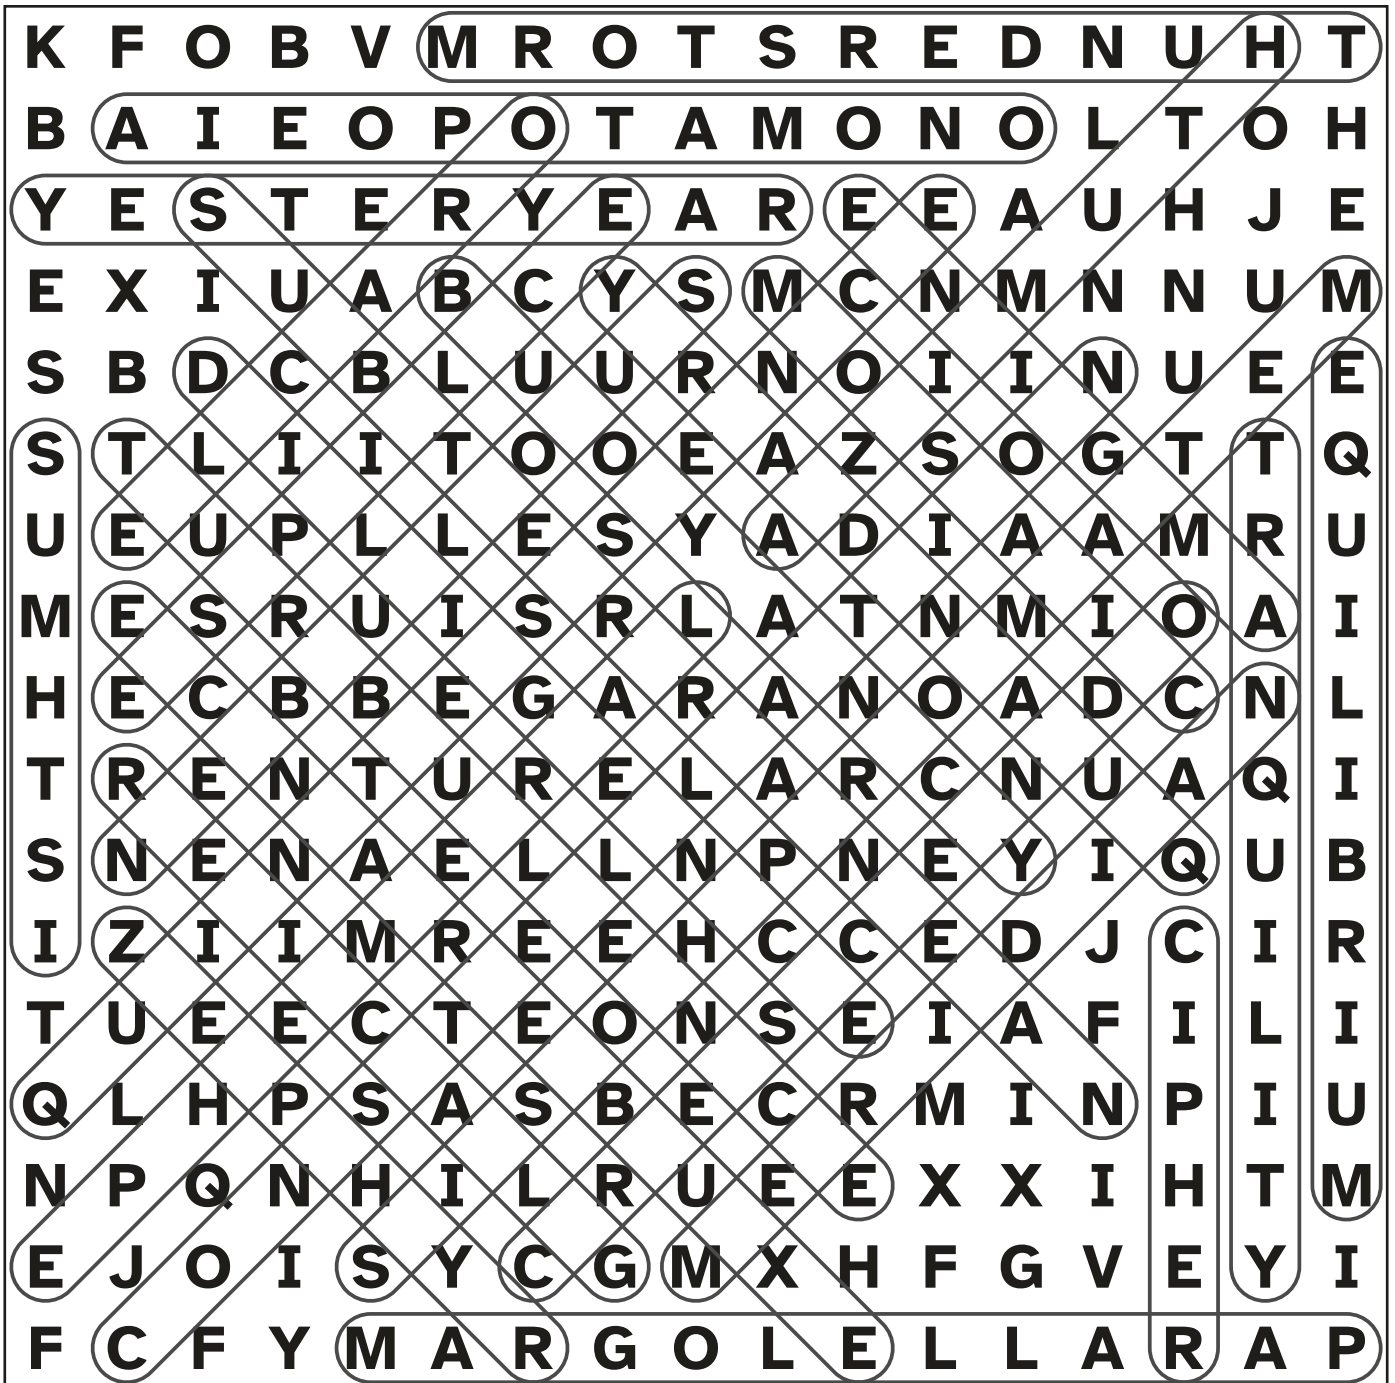 K F O B V M R O T S R E D N U H T
B A I E O P O T A M O N O L T O H
Y E S T E R Y E A R E E A U H J E
E X I U A B C Y S M C N M N N U M
S B D C B L U U R N O I I N U E E
S T L I I T O O E A Z S O G T T Q
U E U P L L E S Y A D I A A M R U
M E S R U I S R L A T N M I O A I
H E C B B E G A R A N O A D C N L
T R E N T U R E L A R C N U A Q I
S N E N A E L L N P N E Y I Q U B
I Z I I M R E E H C C E D J C I R
T U E E C T E O N S E I A F I L I
Q L H P S A S B E C R M I N P I U
N P Q N H I L R U E E X X I H T M
E J O I S Y C G M X H F G V E Y I
F C F Y M A R G O L E L L A R A P